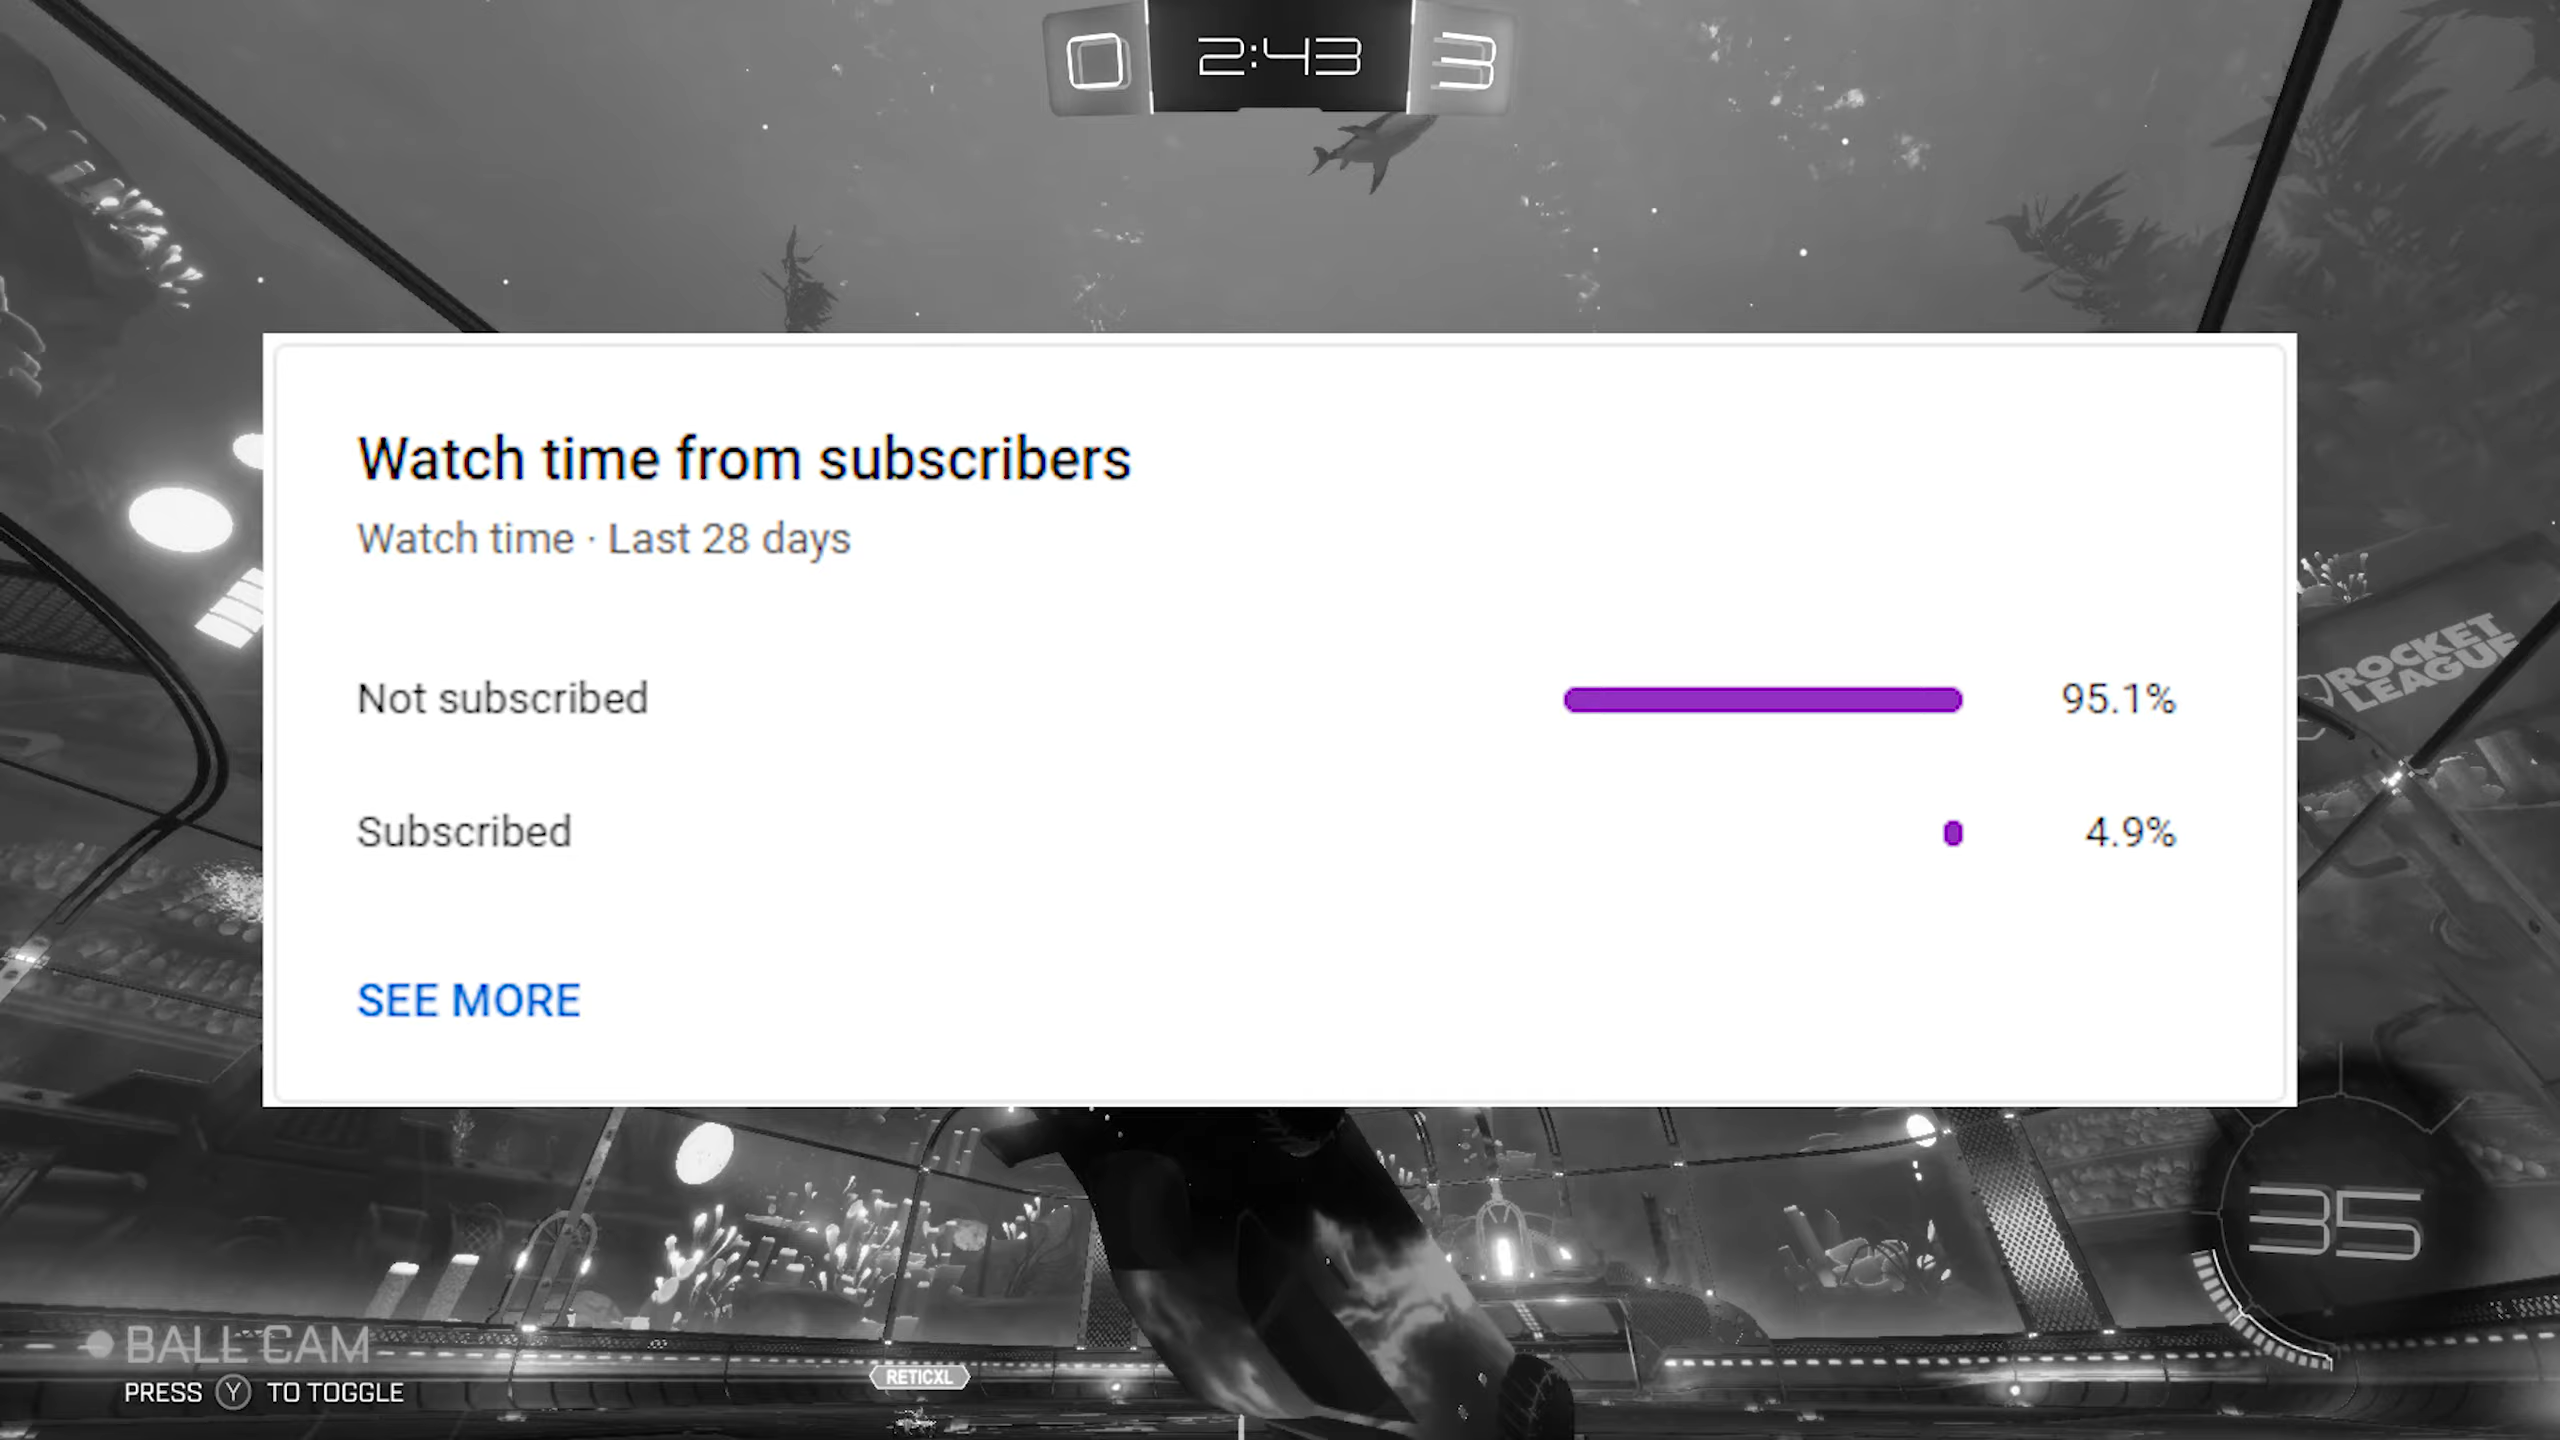 0 2:43 3
Watch time from subscribers
Watch time · Last 28 days
Not subscribed 95.1%
Subscribed 4.9%
SEE MORE
ROCKET
LEAGUE
35
BALL CAM
PRESS Y TO TOGGLE
RETICXL